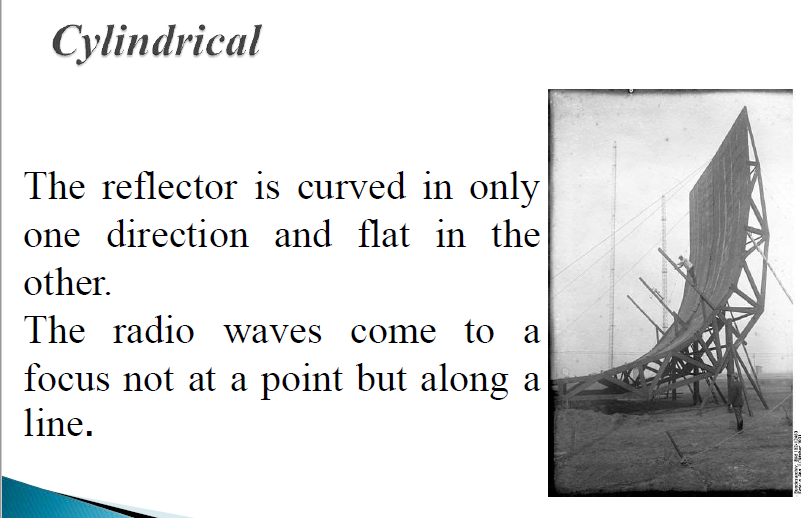 Cylindrical
The reflector is curved in only
one direction and flat in the
other.
The radio waves come to a
focus not at a point but along a
line.